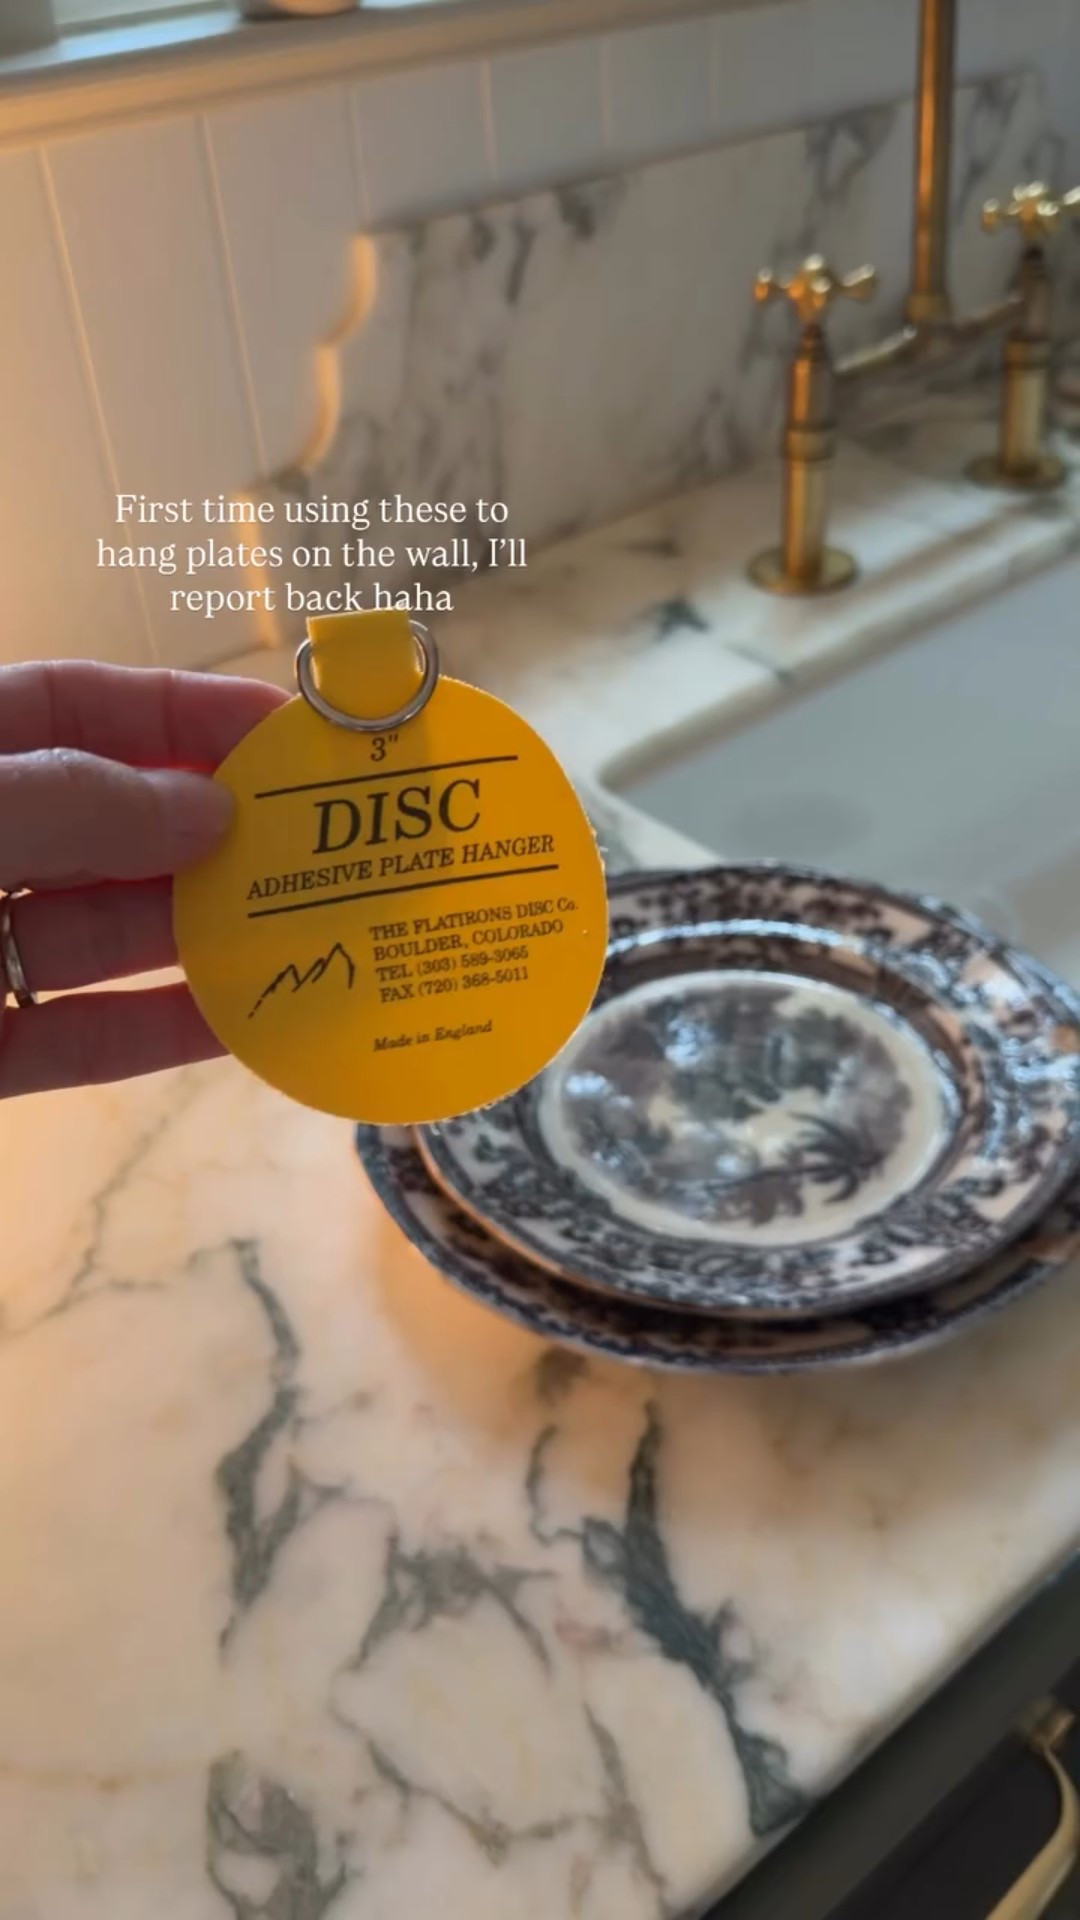 First time using these to
hang plates on the wall, I’ll
report back haha
3"
DISC
ADHESIVE PLATE HANGER
THE FLATIRONS DISC Co.
BOULDER, COLORADO
TEL (303) 589-3065
FAX (720) 368-5011
Made in England